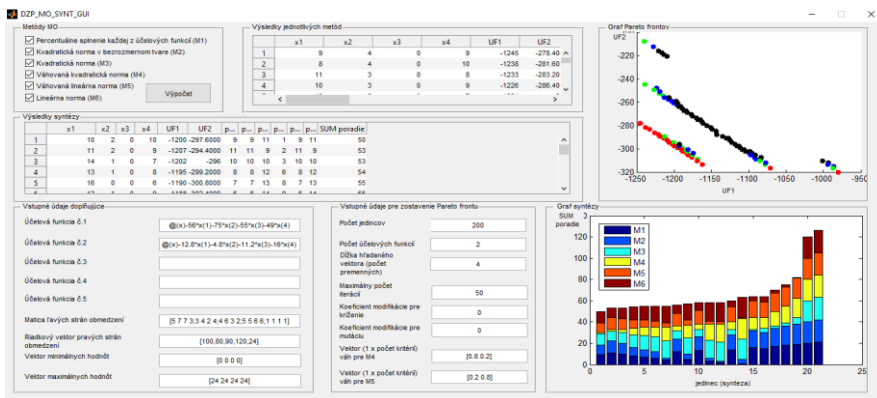 DZP_MO_SYNT_GUI
Metódy MO
Percentuálne splnenie každej z účelových funkcií (M1)
Kvadratická norma v bezrozmernom tvare (M2)
Kvadratická norma (M3)
Váhovaná kvadratická norma (M4)
Váhovaná lineárna norma (M5)
Lineárna norma (M6)
Výpočet
Výsledky jednotlivých metód
x1 x2 x3 x4 UF1 UF2
1 9 4 0 9 -1245 -278.40
2 8 4 0 10 -1238 -281.60
3 11 3 0 8 -1233 -283.20
4 10 3 0 9 -1226 -286.40
Graf Pareto frontov
UF2
-220
-240
-260
-280
-300
-320
-1250 -1200 -1150 -1100 -1050 -1000 -950
UF1
Výsledky syntézy
x1 x2 x3 x4 UF1 UF2 p... p... p... p... p... p... SUM poradie
1 10 2 0 10 -1200 -297.6000 9 9 11 1 9 11 50
2 11 2 0 9 -1207 -294.4000 11 11 9 2 11 9 53
3 14 1 0 7 -1202 -296 10 10 10 3 10 10 53
4 13 1 0 8 -1195 -299.2000 8 8 12 6 8 12 54
5 16 0 0 6 -1190 -300.8000 7 7 13 8 7 13 55
Vstupné údaje doplňujúce
Účelová funkcia č.1
@(x)-56*x(1)-75*x(2)-55*x(3)-49*x(4)
Účelová funkcia č.2
@(x)-12.8*x(1)-4.8*x(2)-11.2*x(3)-16*x(4)
Účelová funkcia č.3
Účelová funkcia č.4
Účelová funkcia č.5
Matica ľavých strán obmedzení
[5 7 7 3;3 4 2 4;4 6 3 2;5 5 6 6;1 1 1 1]
Riadkový vektor pravých strán obmedzení
[100,80,90,120,24]
Vektor minimálnych hodnôt
[0 0 0 0]
Vektor maximálnych hodnôt
[24 24 24 24]
Vstupné údaje pre zostavenie Pareto frontu
Počet jedincov
200
Počet účelových funkcií
2
Dĺžka hľadaného
vektora (počet
premenných)
4
Maximálny počet
iterácií
50
Koeficient modifikácie pre
kríženie
0
Koeficient modifikácie pre
mutáciu
0
Vektor (1 x počet kritérií)
váh pre M4
[0.8 0.2]
Vektor (1 x počet kritérií)
váh pre M5
[0.2 0.8]
Graf syntézy
SUM
poradie
120
100
80
60
40
20
0
M1
M2
M3
M4
M5
M6
0 5 10 15 20 25
jedinec (synteza)